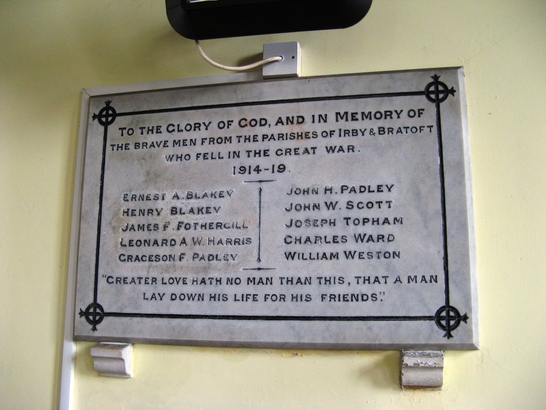 TO THE GLORY OF GOD, AND IN MEMORY OF
THE BRAVE MEN FROM THE PARISHES OF IRBY & BRATOFT
WHO FELL IN THE GREAT WAR.
1914-19.
ERNEST A. BLAKEY
HENRY BLAKEY
JAMES F. FOTHERGILL
LEONARD A. W. HARRIS
GRACESON F. PADLEY
JOHN H. PADLEY
JOHN W. SCOTT
JOSEPH TOPHAM
CHARLES WARD
WILLIAM WESTON
"GREATER LOVE HATH NO MAN THAN THIS, THAT A MAN
LAY DOWN HIS LIFE FOR HIS FRIENDS."